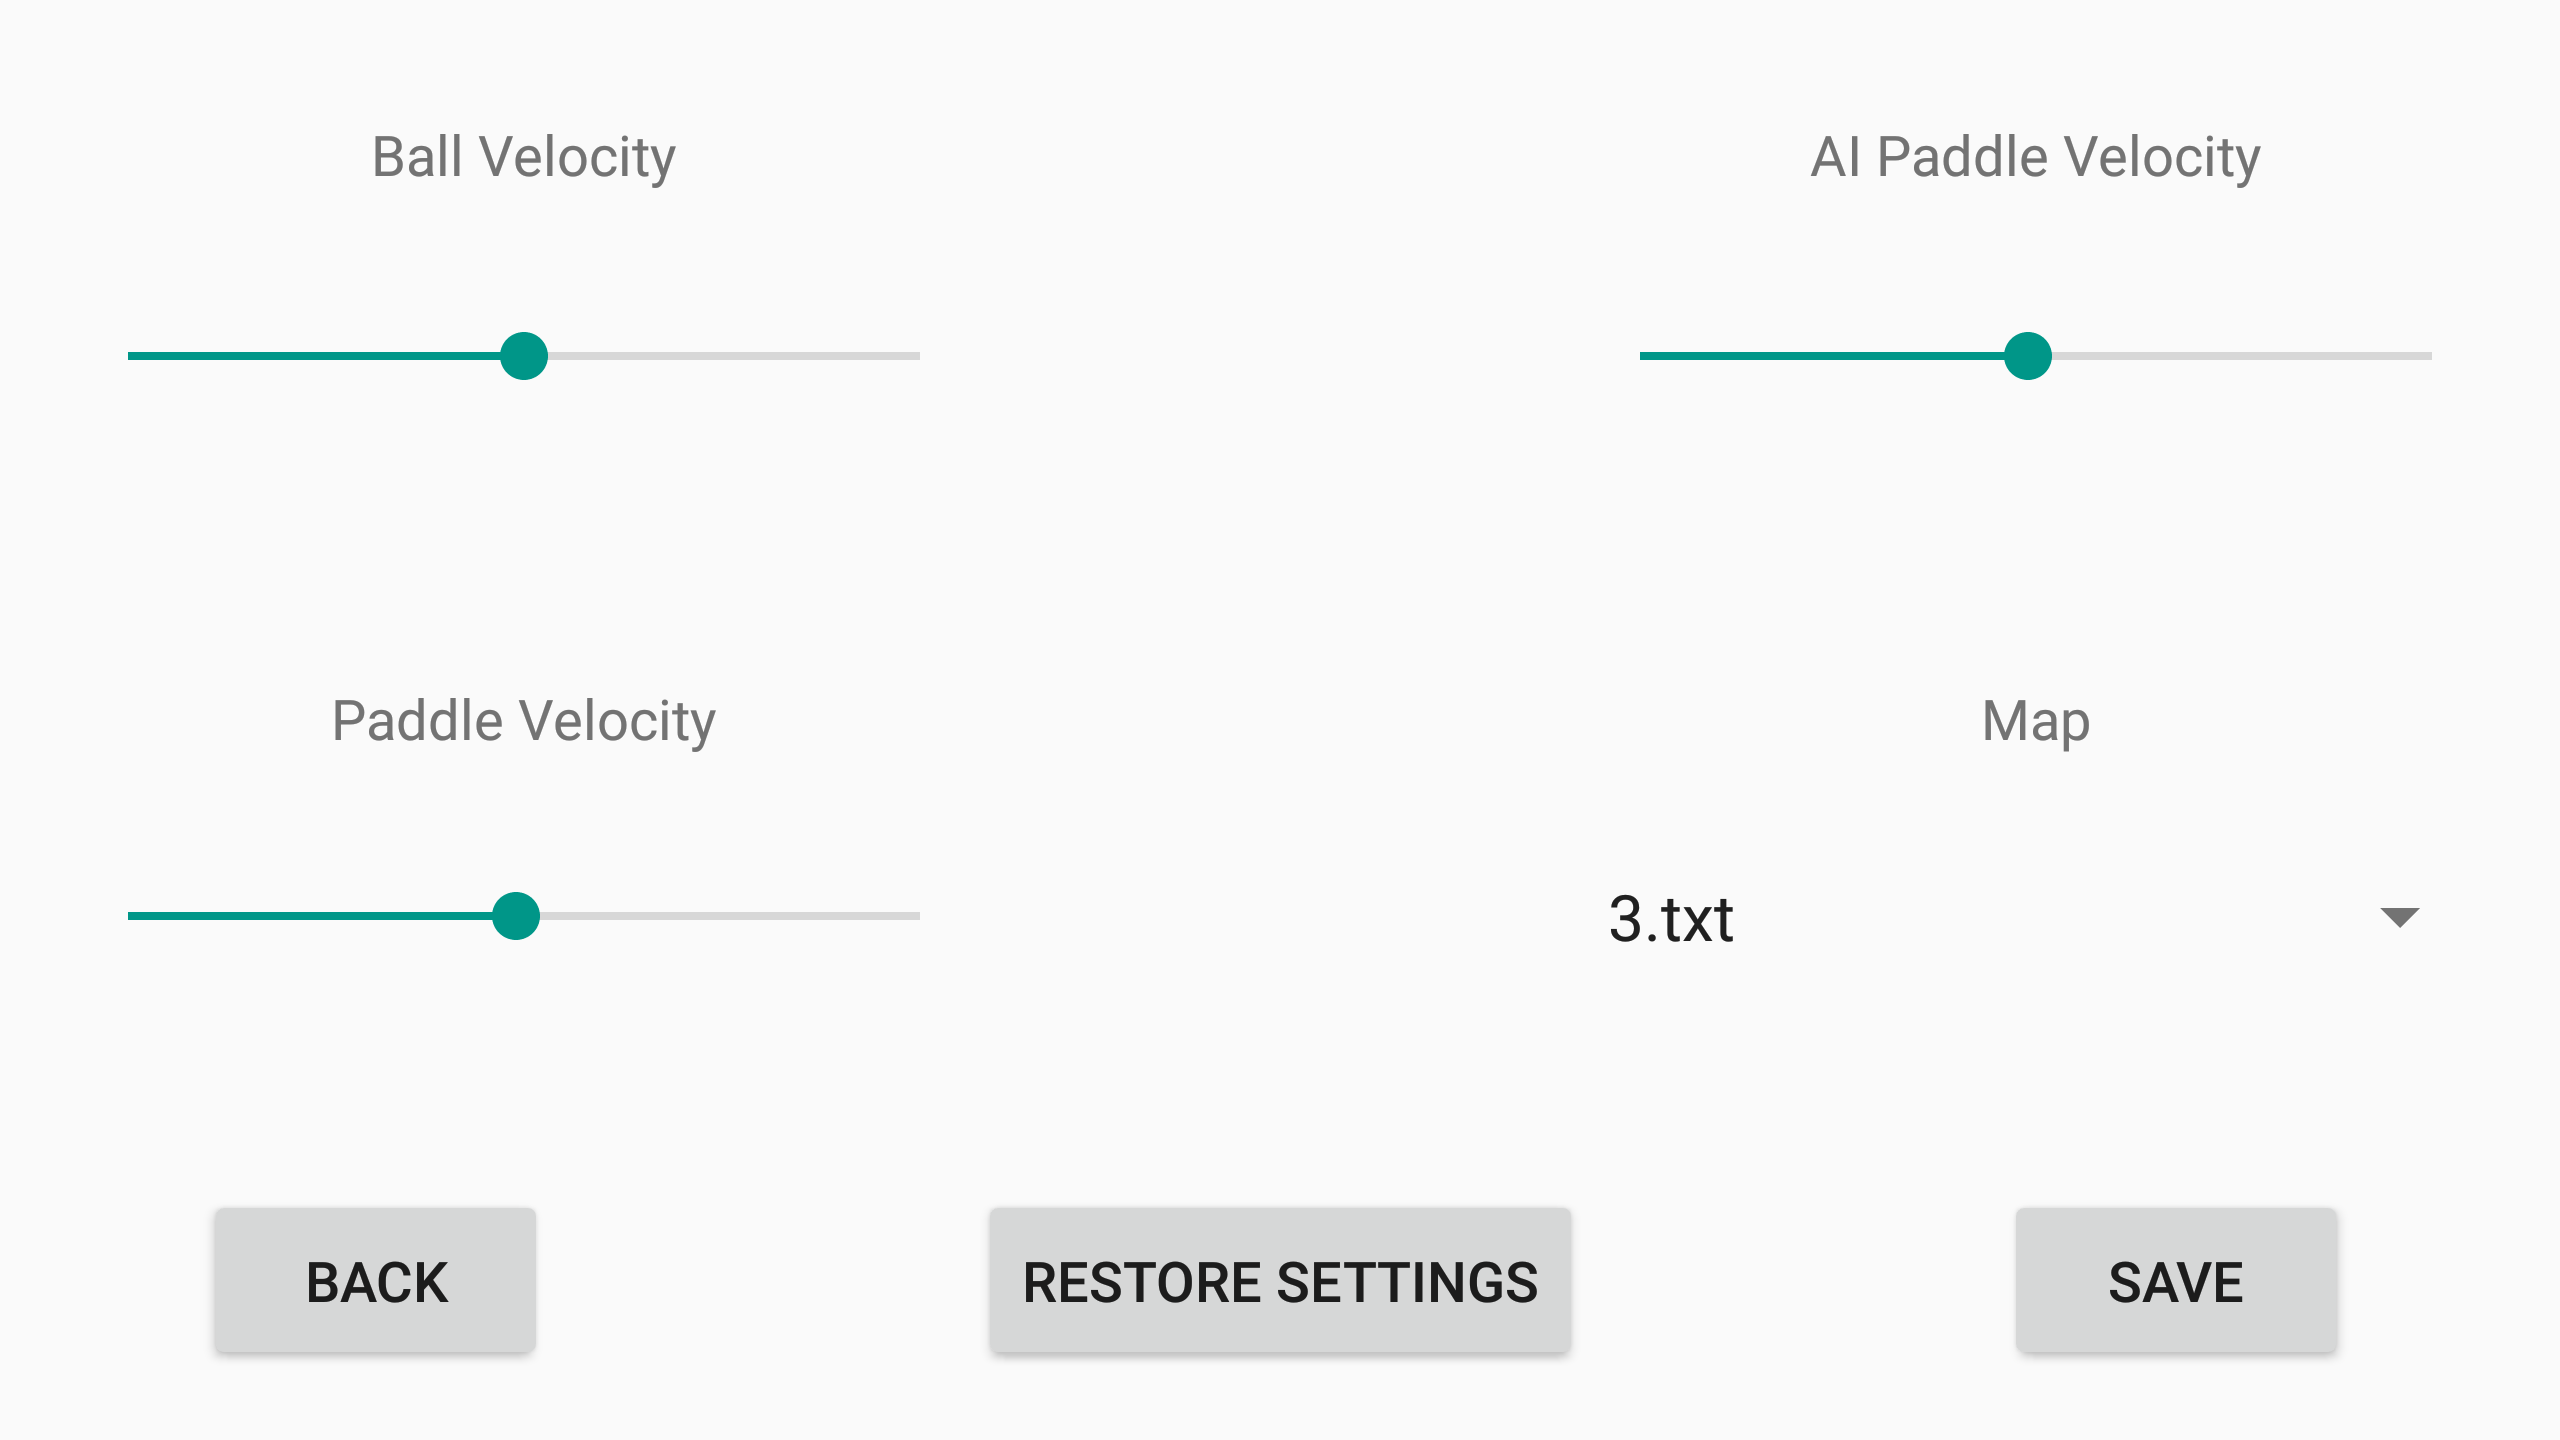 Ball Velocity
AI Paddle Velocity
Paddle Velocity
Map
3.txt
BACK
RESTORE SETTINGS
SAVE